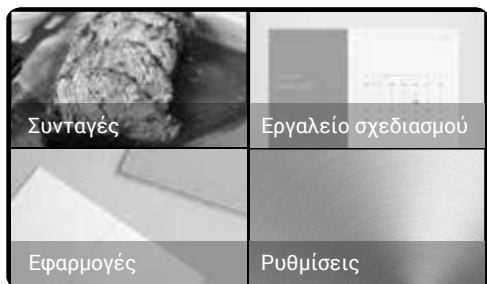 Συνταγές
Εργαλείο σχεδιασμού
Εφαρμογές
Ρυθμίσεις